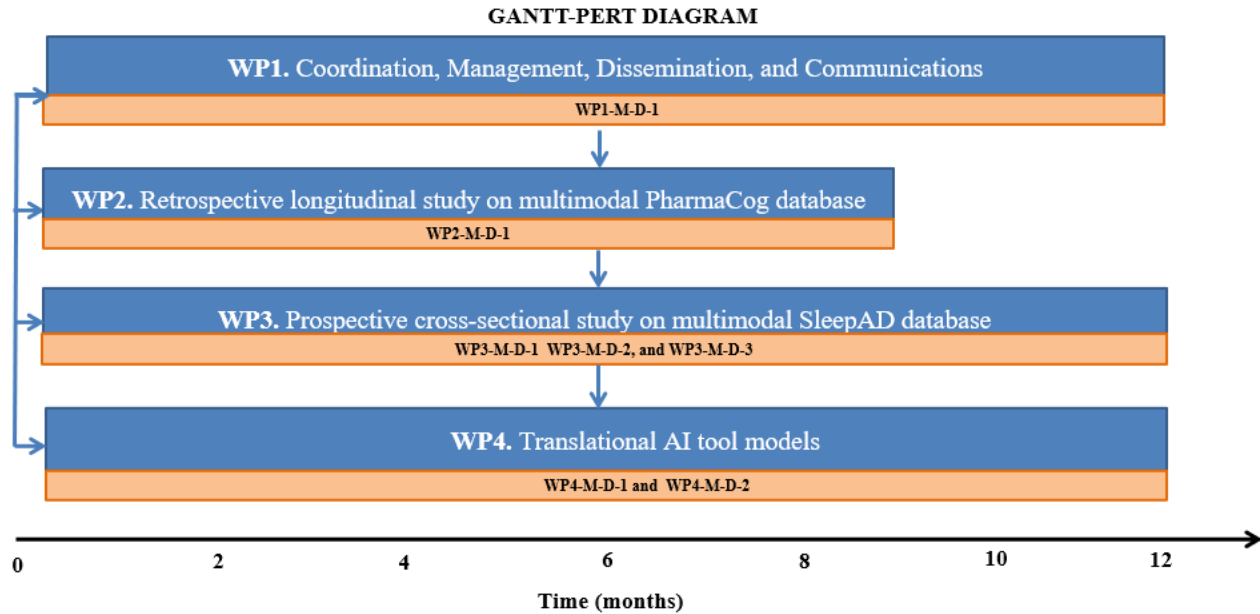 GANTT-PERT DIAGRAM
WP1. Coordination, Management, Dissemination, and Communications
WP1-M-D-1
WP2. Retrospective longitudinal study on multimodal PharmaCog database
WP2-M-D-1
WP3. Prospective cross-sectional study on multimodal SleepAD database
WP3-M-D-1 WP3-M-D-2, and WP3-M-D-3
WP4. Translational AI tool models
WP4-M-D-1 and WP4-M-D-2
0 2 4 6 8 10 12
Time (months)